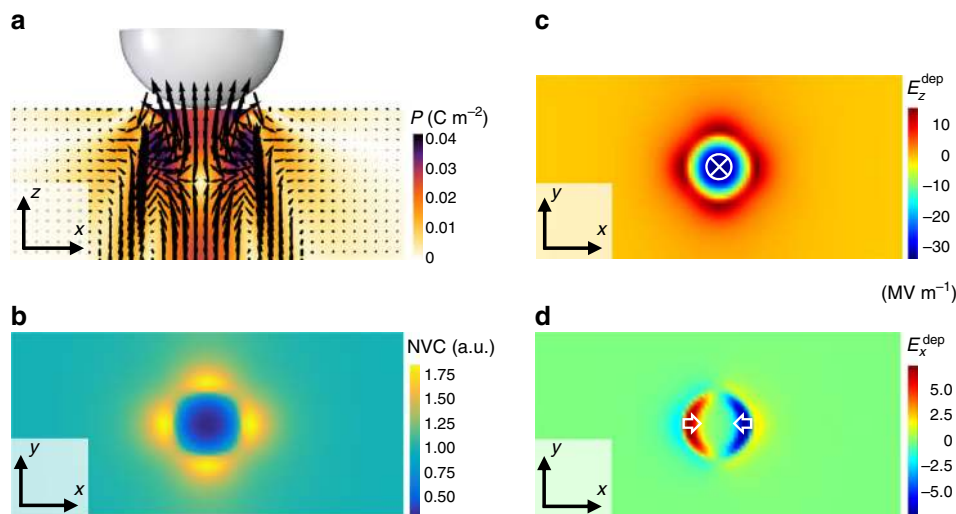 a
P (C m⁻²)
0.04
0.03
0.02
0.01
0
z
x
b
NVC (a.u.)
1.75
1.50
1.25
1.00
0.75
0.50
y
x
c
E_z^dep
10
0
−10
−20
−30
y
x
(MV m⁻¹)
d
E_x^dep
5.0
2.5
0
−2.5
−5.0
y
x